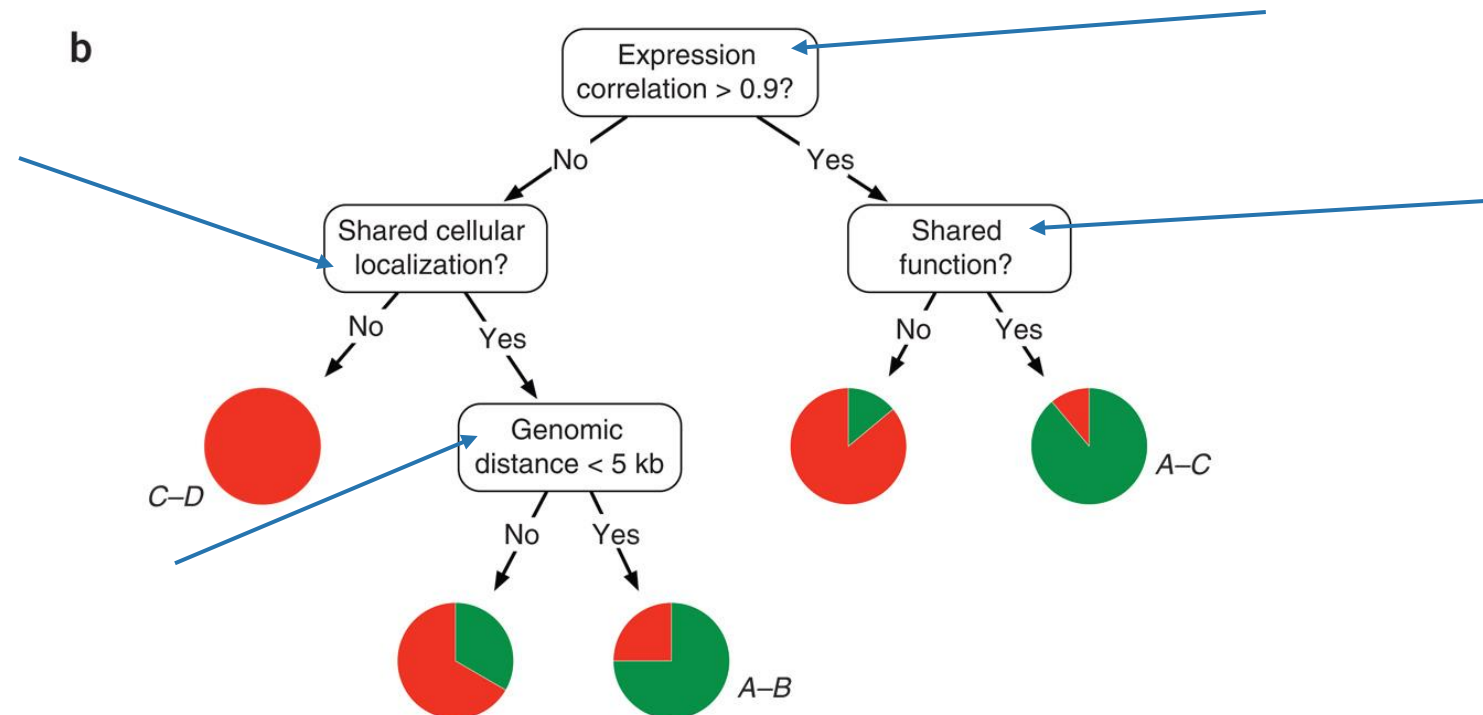 b
Expression
correlation > 0.9?
No
Yes
Shared cellular
localization?
Shared
function?
No
Yes
No
Yes
C–D
Genomic
distance < 5 kb
A–C
No
Yes
A–B